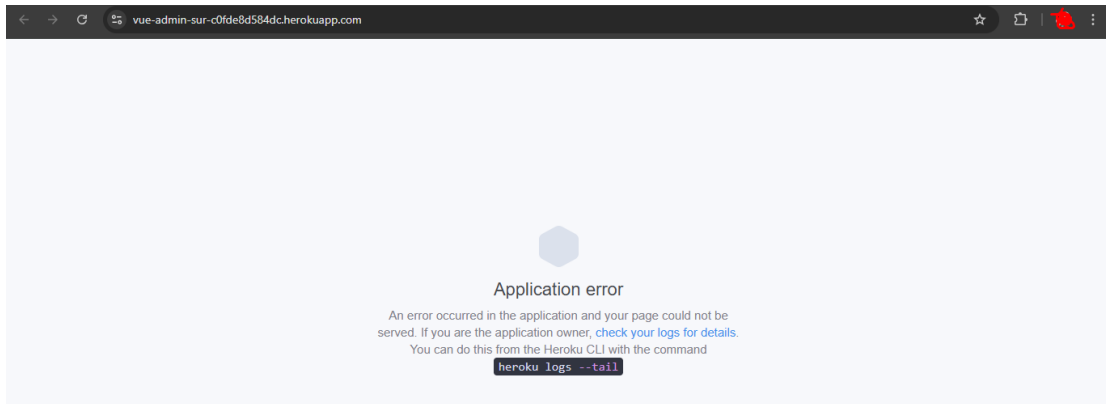 vue-admin-sur-c0fde8d584dc.herokuapp.com
Application error
An error occurred in the application and your page could not be
served. If you are the application owner, check your logs for details.
You can do this from the Heroku CLI with the command
heroku logs --tail